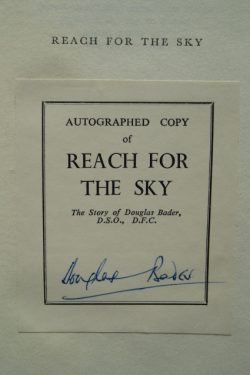 REACH FOR THE SKY
AUTOGRAPHED COPY
of
REACH FOR
THE SKY
The Story of Douglas Bader,
D.S.O., D.F.C.
Douglas Bader